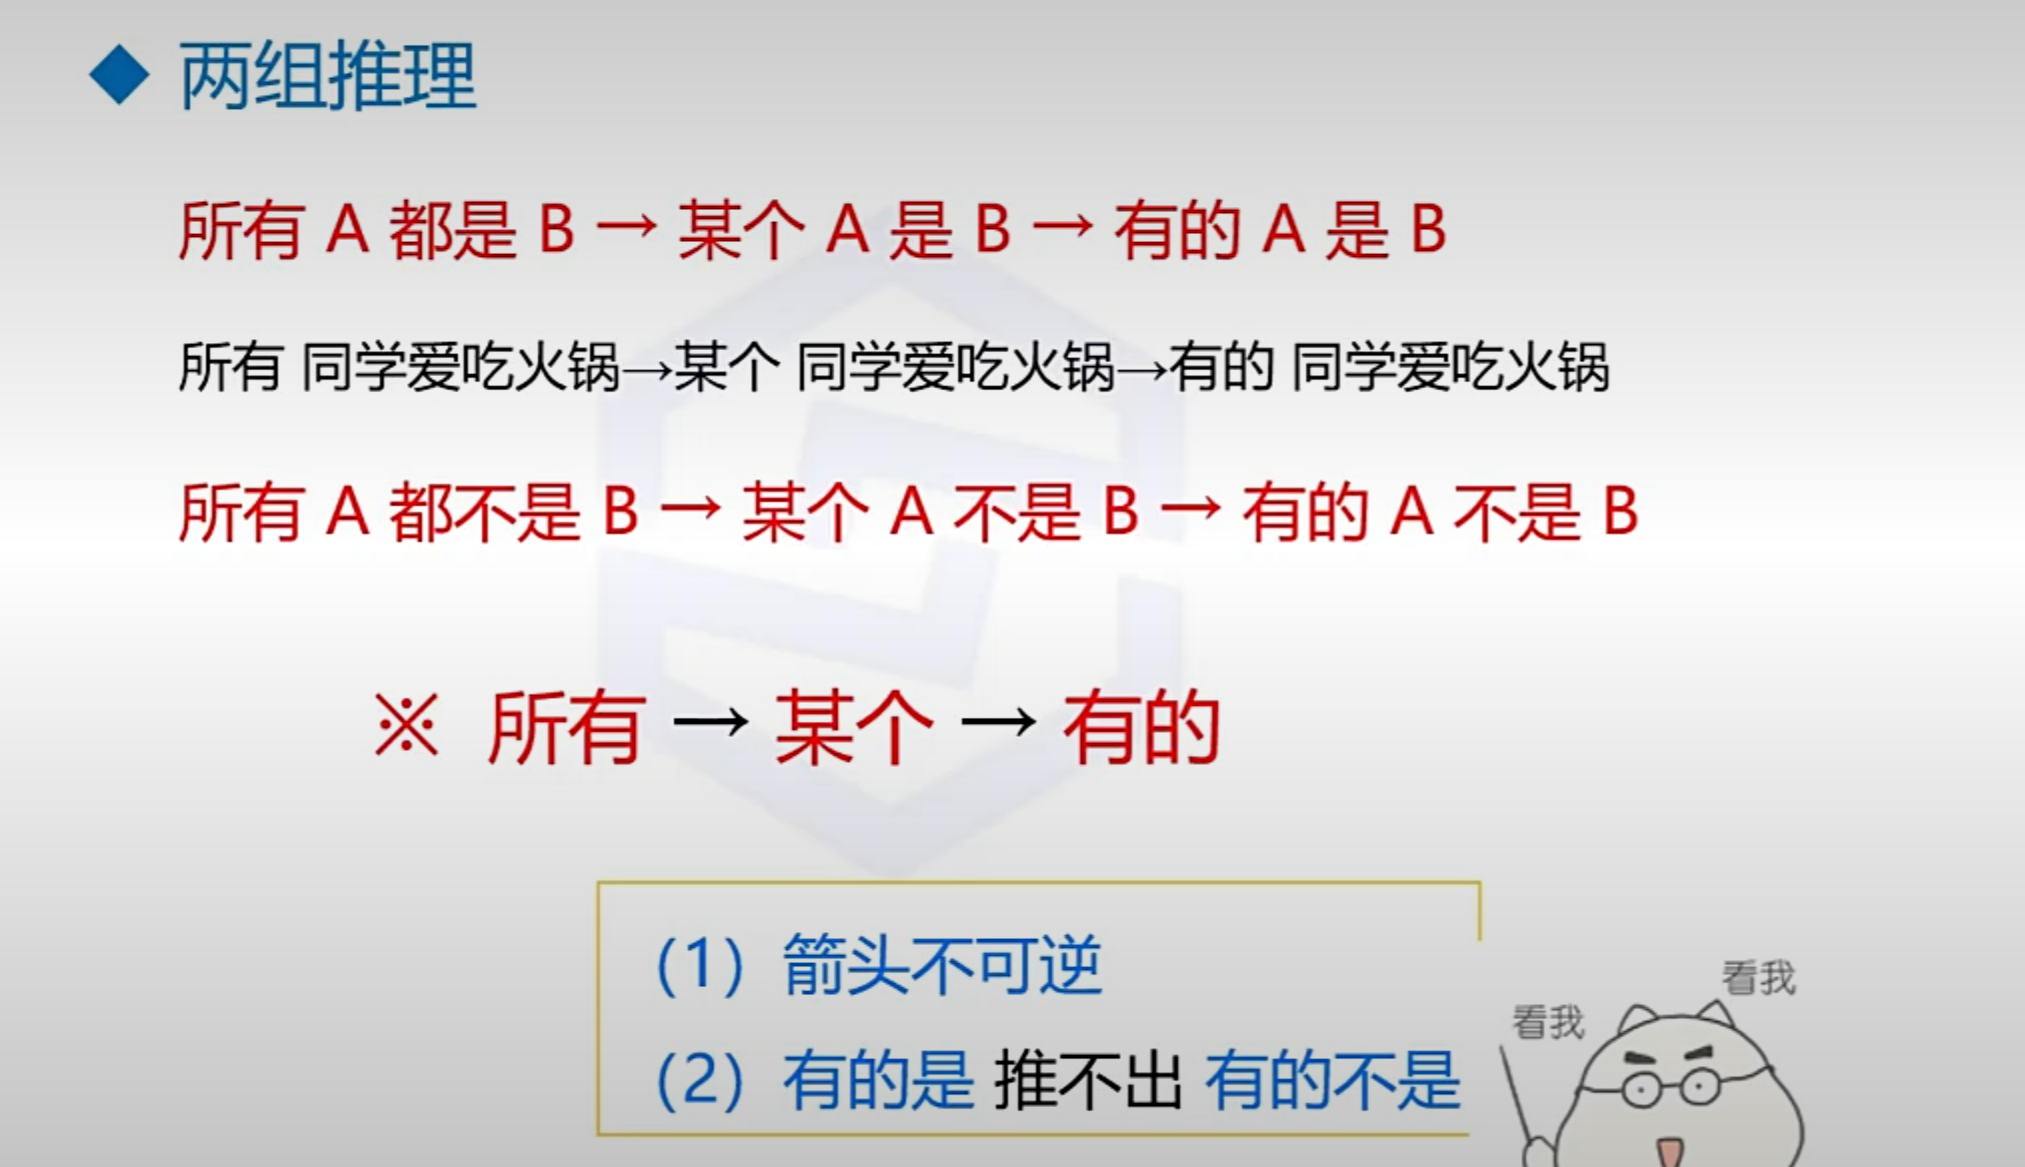 两组推理
所有 A 都是 B → 某个 A 是 B → 有的 A 是 B
所有 同学爱吃火锅→某个 同学爱吃火锅→有的 同学爱吃火锅
所有 A 都不是 B → 某个 A 不是 B → 有的 A 不是 B
※ 所有 → 某个 → 有的
（1）箭头不可逆
（2）有的是 推不出 有的不是
看我
看我